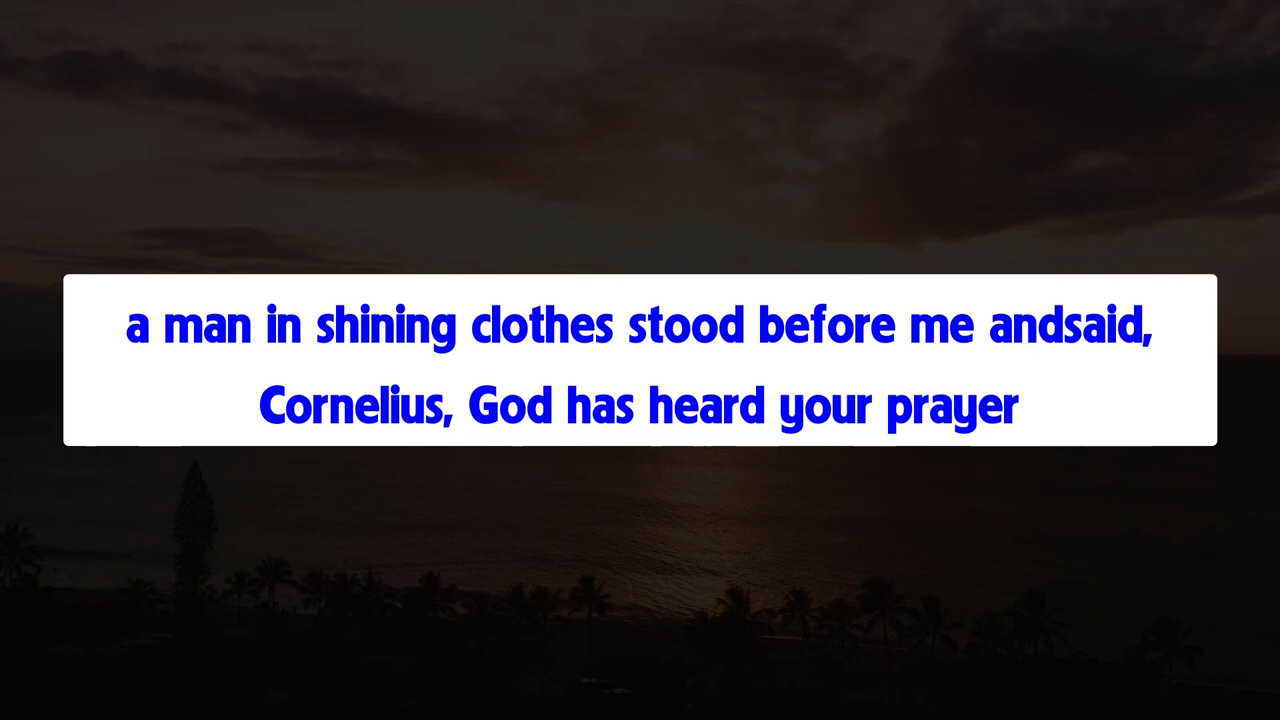 a man in shining clothes stood before me andsaid,
Cornelius, God has heard your prayer